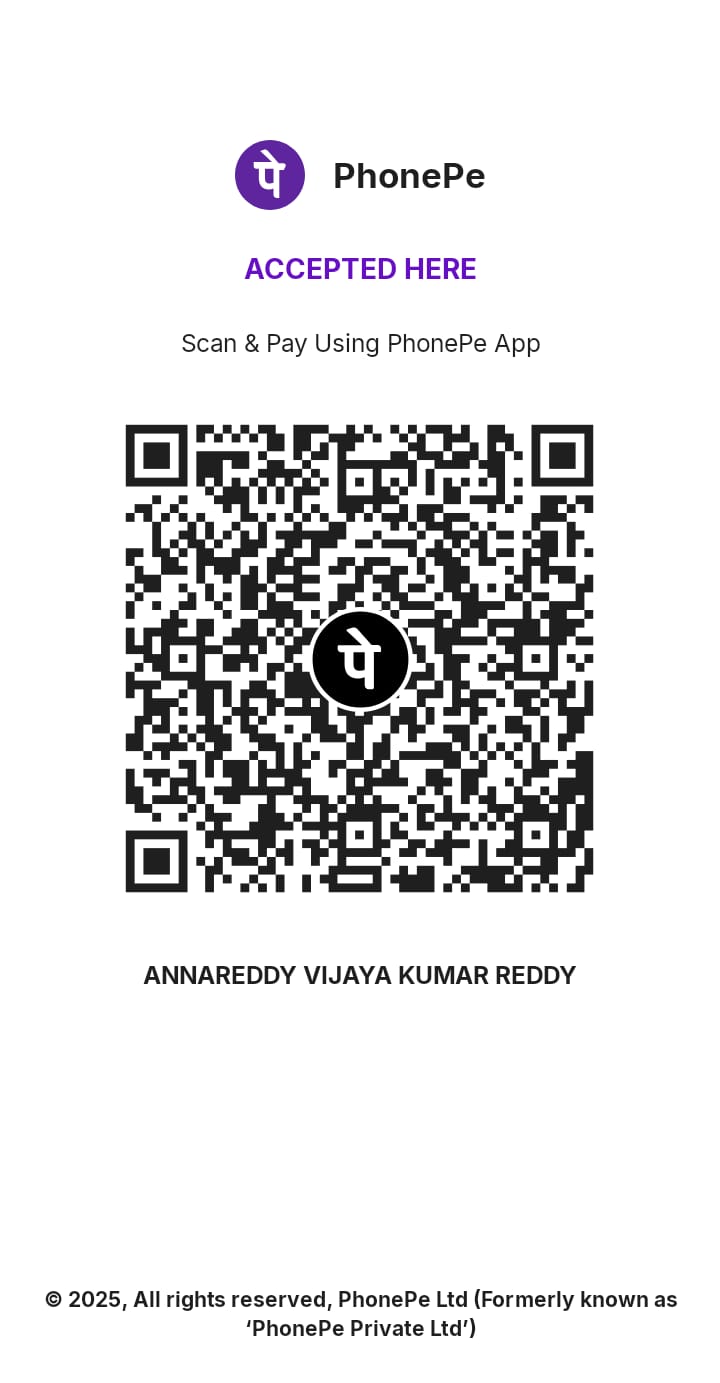 पे PhonePe
ACCEPTED HERE
Scan & Pay Using PhonePe App
पे
ANNAREDDY VIJAYA KUMAR REDDY
© 2025, All rights reserved, PhonePe Ltd (Formerly known as
‘PhonePe Private Ltd’)